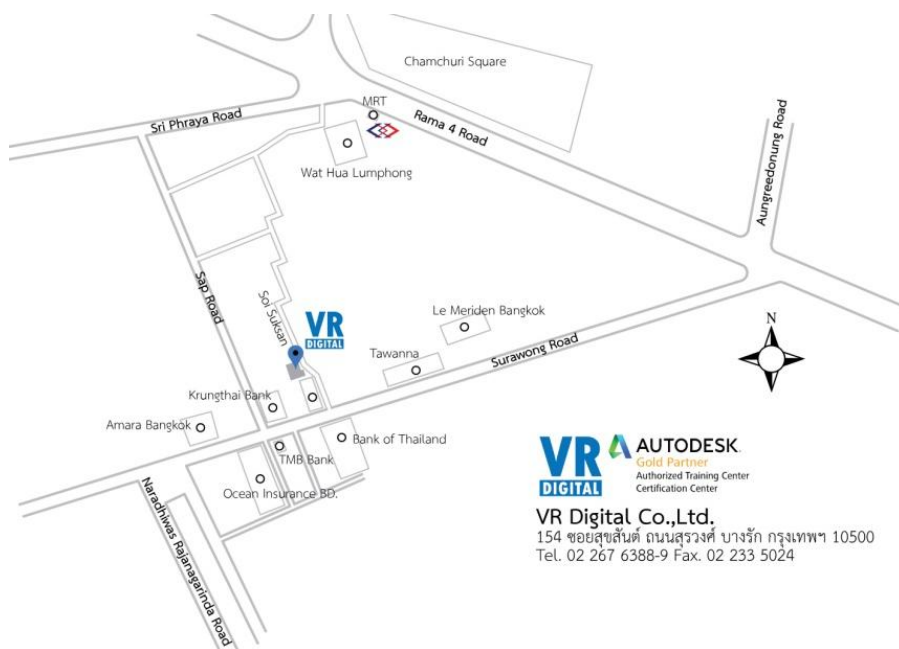 Chamchuri Square
MRT
Sri Phraya Road
Rama 4 Road
Aungreedonung Road
Wat Hua Lumphong
Sap Road
Soi Suksan
VR
DIGITAL
Le Meriden Bangkok
N
Tawanna
Surawong Road
Krungthai Bank
Amara Bangkok
Bank of Thailand
TMB Bank
Ocean Insurance BD.
Naradhiwas Rajanagarinda Road
VR
DIGITAL
AUTODESK
Gold Partner
Authorized Training Center
Certification Center
VR Digital Co.,Ltd.
154 ซอยสุขสันต์ ถนนสุรวงศ์ บางรัก กรุงเทพฯ 10500
Tel. 02 267 6388-9 Fax. 02 233 5024